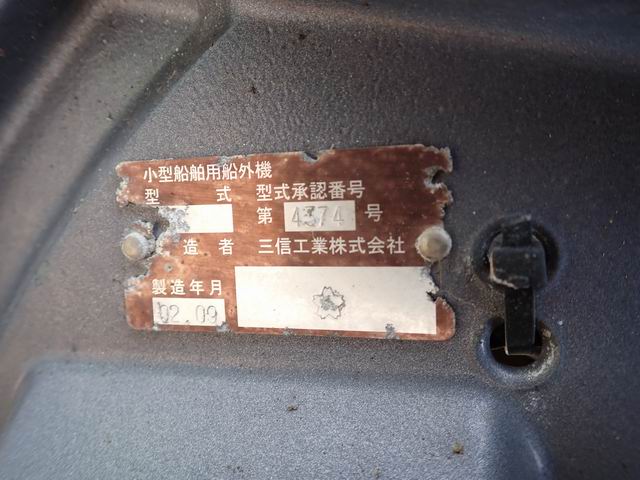 小型船舶用船外機
型 式 型式承認番号
第 4374 号
造者 三信工業株式会社
製造年月
02.09